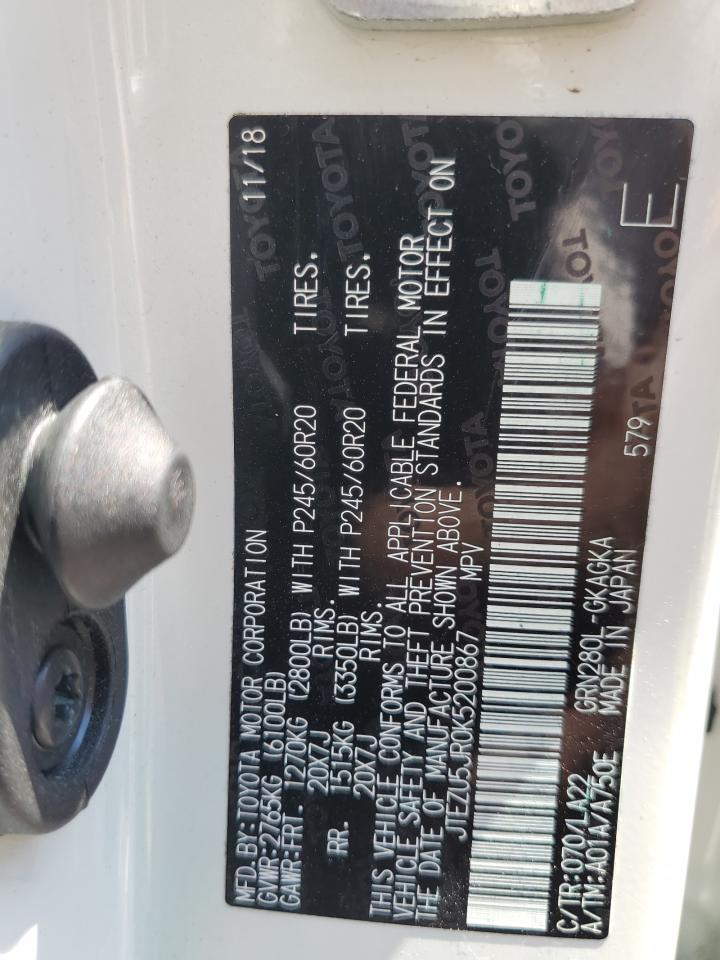 MFD. BY: TOYOTA MOTOR CORPORATION 11/18
GVWR: 2765KG (6100LB)
GAWR: FRT. 1270KG (2800LB) WITH P245/60R20 TIRES.
20X7J RIMS.
RR. 1515KG (3350LB) WITH P245/60R20 TIRES.
20X7J RIMS.
THIS VEHICLE CONFORMS TO ALL APPLICABLE FEDERAL MOTOR
VEHICLE SAFETY AND THEFT PREVENTION STANDARDS IN EFFECT ON
THE DATE OF MANUFACTURE SHOWN ABOVE.
JTEZU5JR0K5200867 MPV
C/TR: 070/LA22 GRN280L-GKAGKA 579
A/TM: A01A/A750E MADE IN JAPAN E